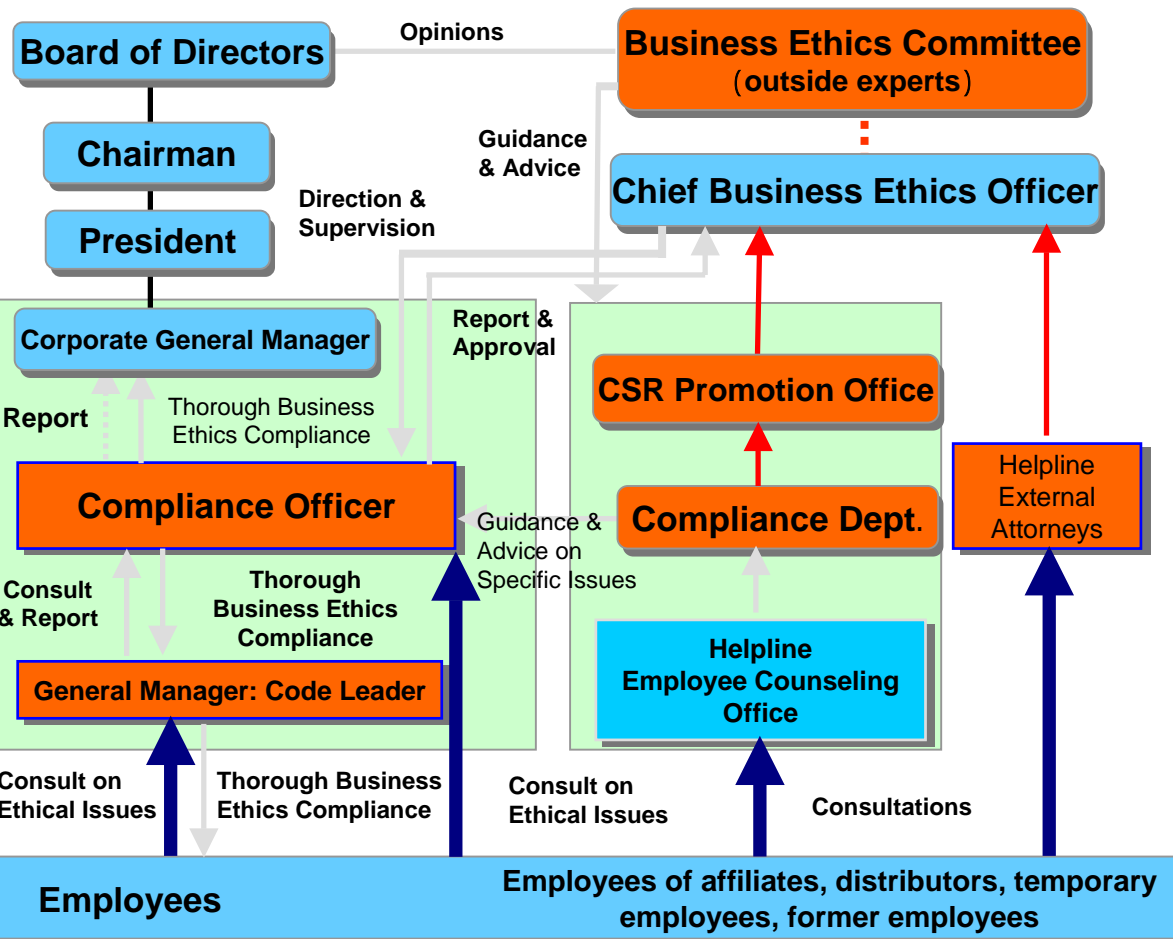 Board of Directors
Opinions
Business Ethics Committee
(outside experts)
Chairman
Guidance
& Advice
Chief Business Ethics Officer
Direction &
Supervision
President
Corporate General Manager
Report &
Approval
CSR Promotion Office
Report
Thorough Business
Ethics Compliance
Compliance Officer
Guidance &
Advice on
Specific Issues
Compliance Dept.
Helpline
External
Attorneys
Consult
& Report
Thorough
Business Ethics
Compliance
Helpline
Employee Counseling
Office
General Manager: Code Leader
Consult on
Ethical Issues
Thorough Business
Ethics Compliance
Consult on
Ethical Issues
Consultations
Employees
Employees of affiliates, distributors, temporary
employees, former employees